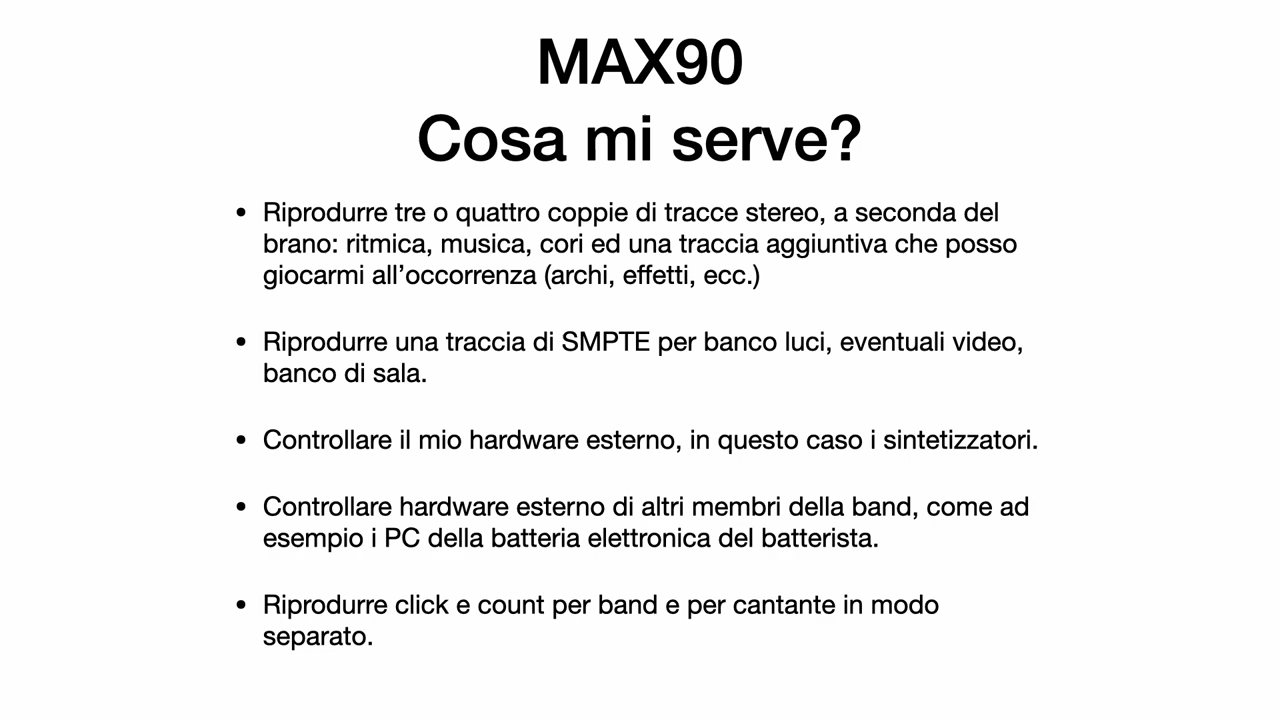 MAX90
Cosa mi serve?
• Riprodurre tre o quattro coppie di tracce stereo, a seconda del
brano: ritmica, musica, cori ed una traccia aggiuntiva che posso
giocarmi all’occorrenza (archi, effetti, ecc.)
• Riprodurre una traccia di SMPTE per banco luci, eventuali video,
banco di sala.
• Controllare il mio hardware esterno, in questo caso i sintetizzatori.
• Controllare hardware esterno di altri membri della band, come ad
esempio i PC della batteria elettronica del batterista.
• Riprodurre click e count per band e per cantante in modo
separato.